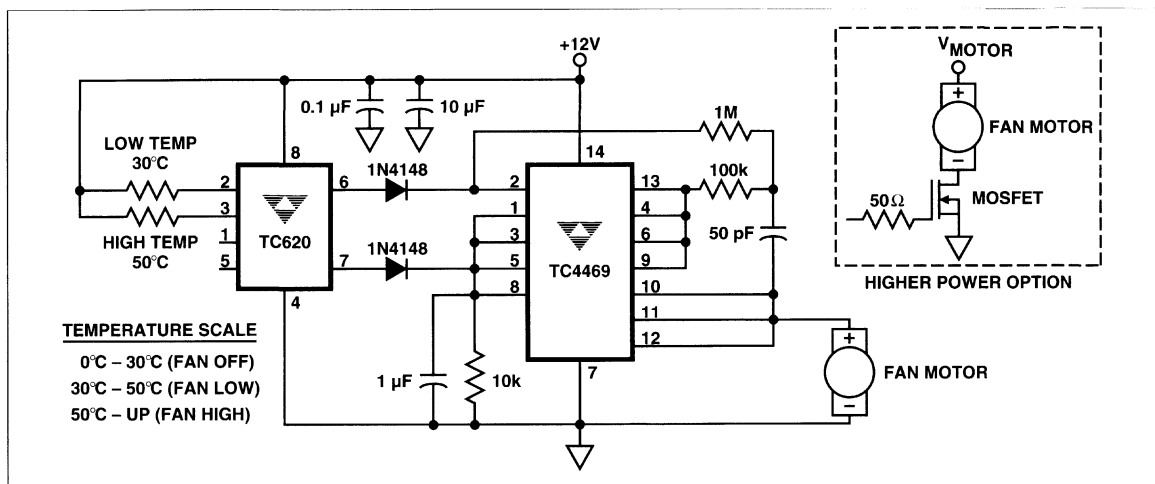 +12V
0.1 µF
10 µF
LOW TEMP
30°C
HIGH TEMP
50°C
2
3
1
5
8
TC620
6
7
4
1N4148
1N4148
14
2
1
3
5
8
TC4469
13
4
6
9
10
11
12
7
1M
100k
50 pF
1 µF
10k
+
–
FAN MOTOR
TEMPERATURE SCALE
0°C – 30°C (FAN OFF)
30°C – 50°C (FAN LOW)
50°C – UP (FAN HIGH)
VMOTOR
+
–
FAN MOTOR
50Ω
MOSFET
HIGHER POWER OPTION